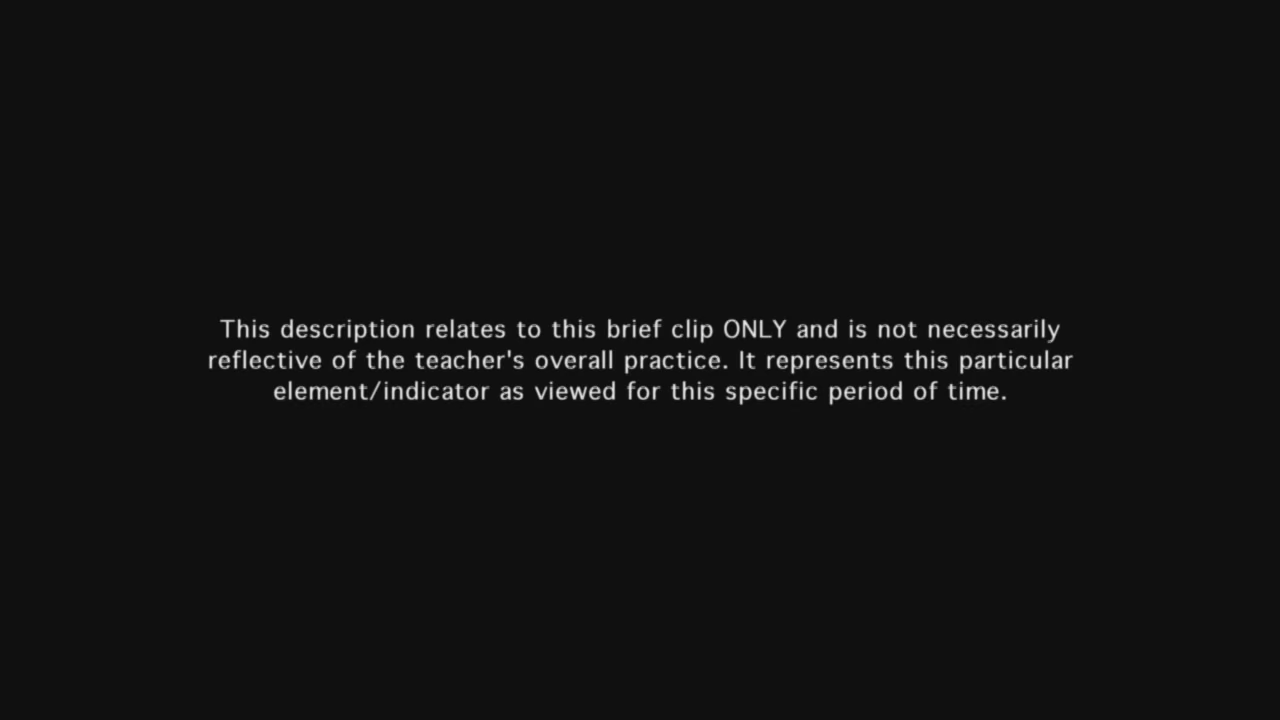 This description relates to this brief clip ONLY and is not necessarily
reflective of the teacher's overall practice. It represents this particular
element/indicator as viewed for this specific period of time.